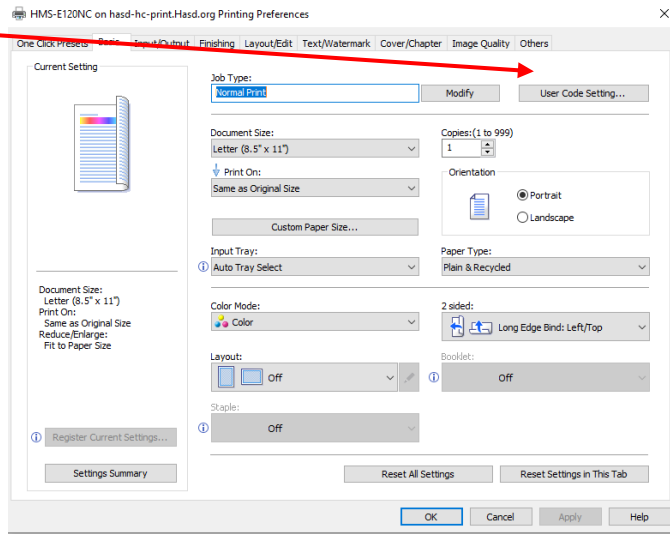 HMS-E120NC on hasd-hc-print.Hasd.org Printing Preferences
One Click Presets Basic Input/Output Finishing Layout/Edit Text/Watermark Cover/Chapter Image Quality Others
Current Setting
Job Type:
Normal Print Modify User Code Setting...
Document Size: Copies:(1 to 999)
Letter (8.5" x 11") 1
Print On: Orientation
Same as Original Size Portrait
Landscape
Custom Paper Size...
Input Tray: Paper Type:
Auto Tray Select Plain & Recycled
Document Size:
Letter (8.5" x 11")
Print On:
Same as Original Size
Reduce/Enlarge:
Fit to Paper Size
Color Mode: 2 sided:
Color Long Edge Bind: Left/Top
Layout: Booklet:
Off Off
Staple:
Off
Register Current Settings...
Settings Summary Reset All Settings Reset Settings in This Tab
OK Cancel Apply Help